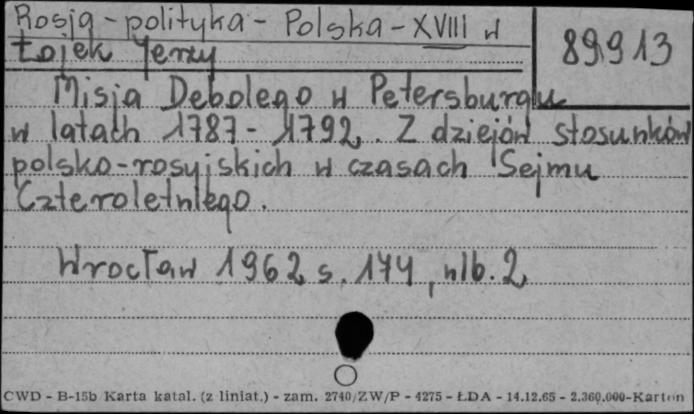 Rosja - polityka - Polska - XVIII w
Łojek Jerzy
89913
Misja Debolego w Petersburgu
w latach 1787 - 1792. Z dziejów stosunków
polsko-rosyjskich w czasach Sejmu
Czteroletniego.
Wrocław 1962 s. 174, nlb. 2
CWD - B-15b Karta katal. (z liniat.) - zam. 2740/ZW/P - 4275 - ŁDA - 14.12.65 - 2.360.000-Karton